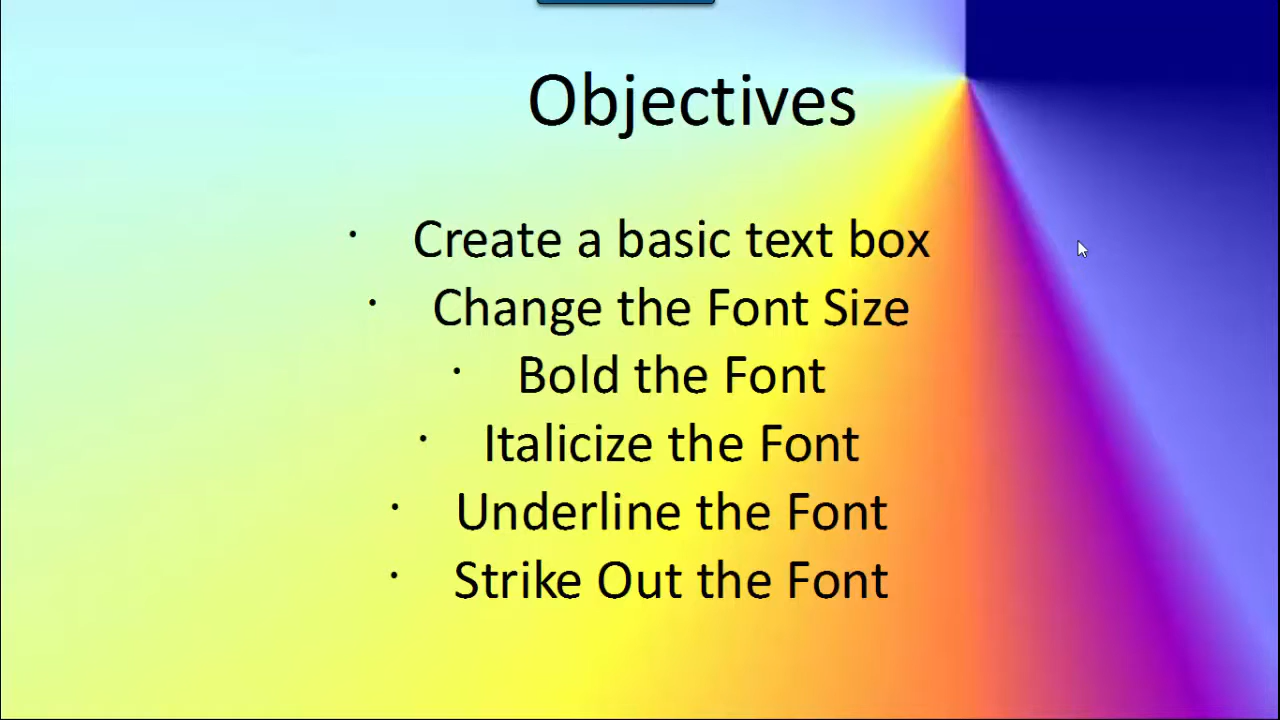 Objectives
· Create a basic text box
· Change the Font Size
· Bold the Font
· Italicize the Font
· Underline the Font
· Strike Out the Font